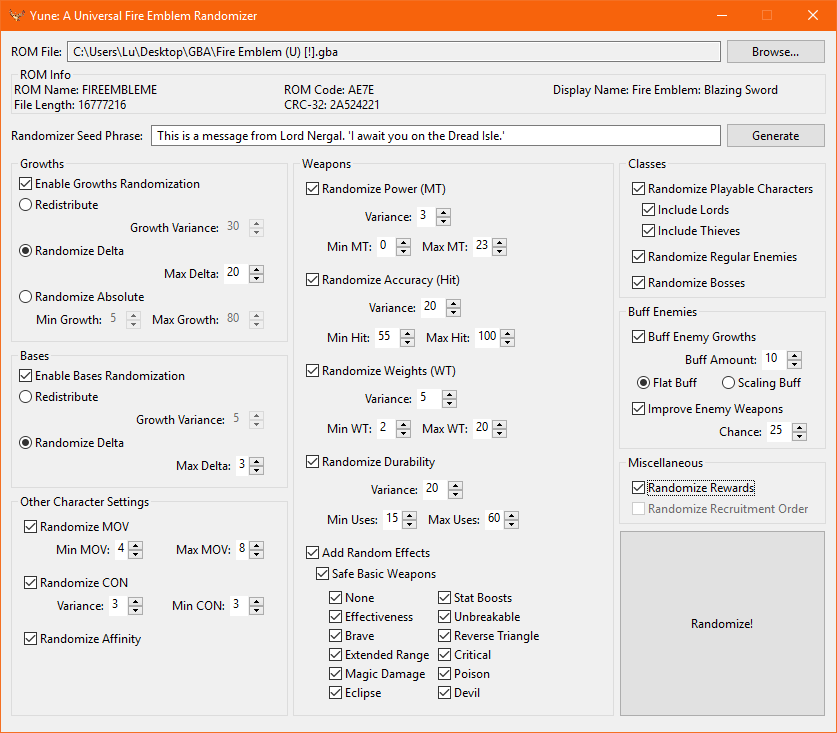 Yune: A Universal Fire Emblem Randomizer
ROM File: C:\Users\Lu\Desktop\GBA\Fire Emblem (U) [!].gba Browse...
ROM Info
ROM Name: FIREEMBLEME ROM Code: AE7E Display Name: Fire Emblem: Blazing Sword
File Length: 16777216 CRC-32: 2A524221
Randomizer Seed Phrase: This is a message from Lord Nergal. 'I await you on the Dread Isle.' Generate
Growths
Enable Growths Randomization
Redistribute
Growth Variance: 30
Randomize Delta
Max Delta: 20
Randomize Absolute
Min Growth: 5 Max Growth: 80
Bases
Enable Bases Randomization
Redistribute
Growth Variance: 5
Randomize Delta
Max Delta: 3
Other Character Settings
Randomize MOV
Min MOV: 4 Max MOV: 8
Randomize CON
Variance: 3 Min CON: 3
Randomize Affinity
Weapons
Randomize Power (MT)
Variance: 3
Min MT: 0 Max MT: 23
Randomize Accuracy (Hit)
Variance: 20
Min Hit: 55 Max Hit: 100
Randomize Weights (WT)
Variance: 5
Min WT: 2 Max WT: 20
Randomize Durability
Variance: 20
Min Uses: 15 Max Uses: 60
Add Random Effects
Safe Basic Weapons
None Stat Boosts
Effectiveness Unbreakable
Brave Reverse Triangle
Extended Range Critical
Magic Damage Poison
Eclipse Devil
Classes
Randomize Playable Characters
Include Lords
Include Thieves
Randomize Regular Enemies
Randomize Bosses
Buff Enemies
Buff Enemy Growths
Buff Amount: 10
Flat Buff Scaling Buff
Improve Enemy Weapons
Chance: 25
Miscellaneous
Randomize Rewards
Randomize Recruitment Order
Randomize!